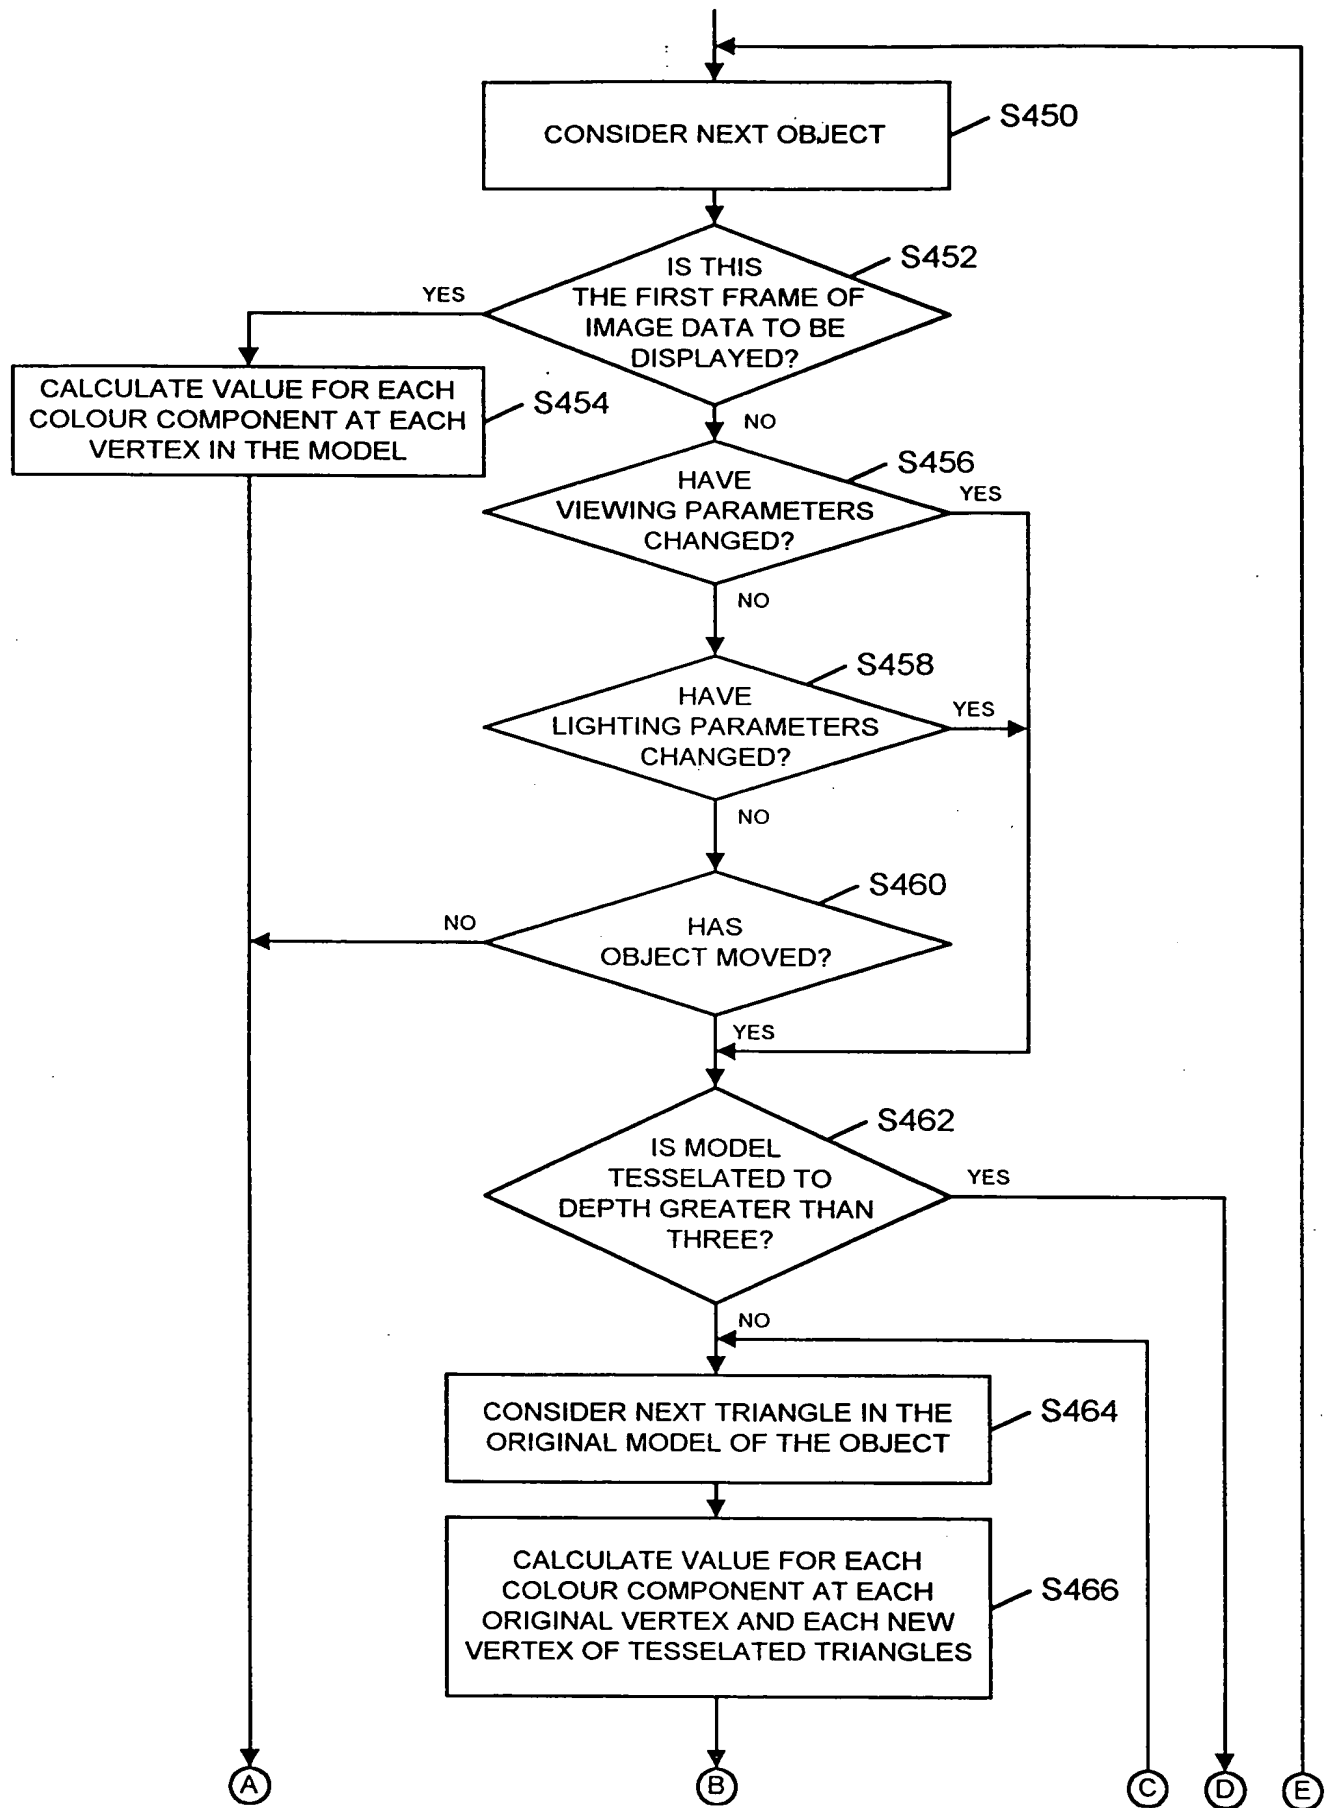 CONSIDER NEXT OBJECT
S450
IS THIS
THE FIRST FRAME OF
IMAGE DATA TO BE
DISPLAYED?
S452
YES
NO
CALCULATE VALUE FOR EACH
COLOUR COMPONENT AT EACH
VERTEX IN THE MODEL
S454
HAVE
VIEWING PARAMETERS
CHANGED?
S456
YES
NO
HAVE
LIGHTING PARAMETERS
CHANGED?
S458
YES
NO
HAS
OBJECT MOVED?
S460
NO
YES
IS MODEL
TESSELATED TO
DEPTH GREATER THAN
THREE?
S462
YES
NO
CONSIDER NEXT TRIANGLE IN THE
ORIGINAL MODEL OF THE OBJECT
S464
CALCULATE VALUE FOR EACH
COLOUR COMPONENT AT EACH
ORIGINAL VERTEX AND EACH NEW
VERTEX OF TESSELATED TRIANGLES
S466
A
B
C
D
E